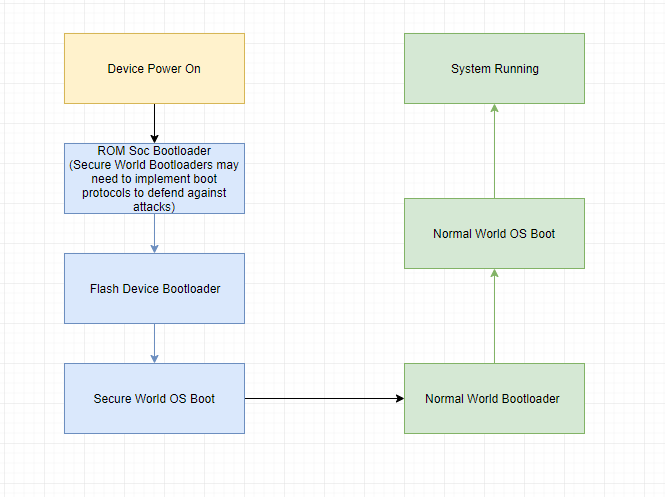 Device Power On
ROM Soc Bootloader
(Secure World Bootloaders may
need to implement boot
protocols to defend against
attacks)
Flash Device Bootloader
Secure World OS Boot
Normal World Bootloader
Normal World OS Boot
System Running